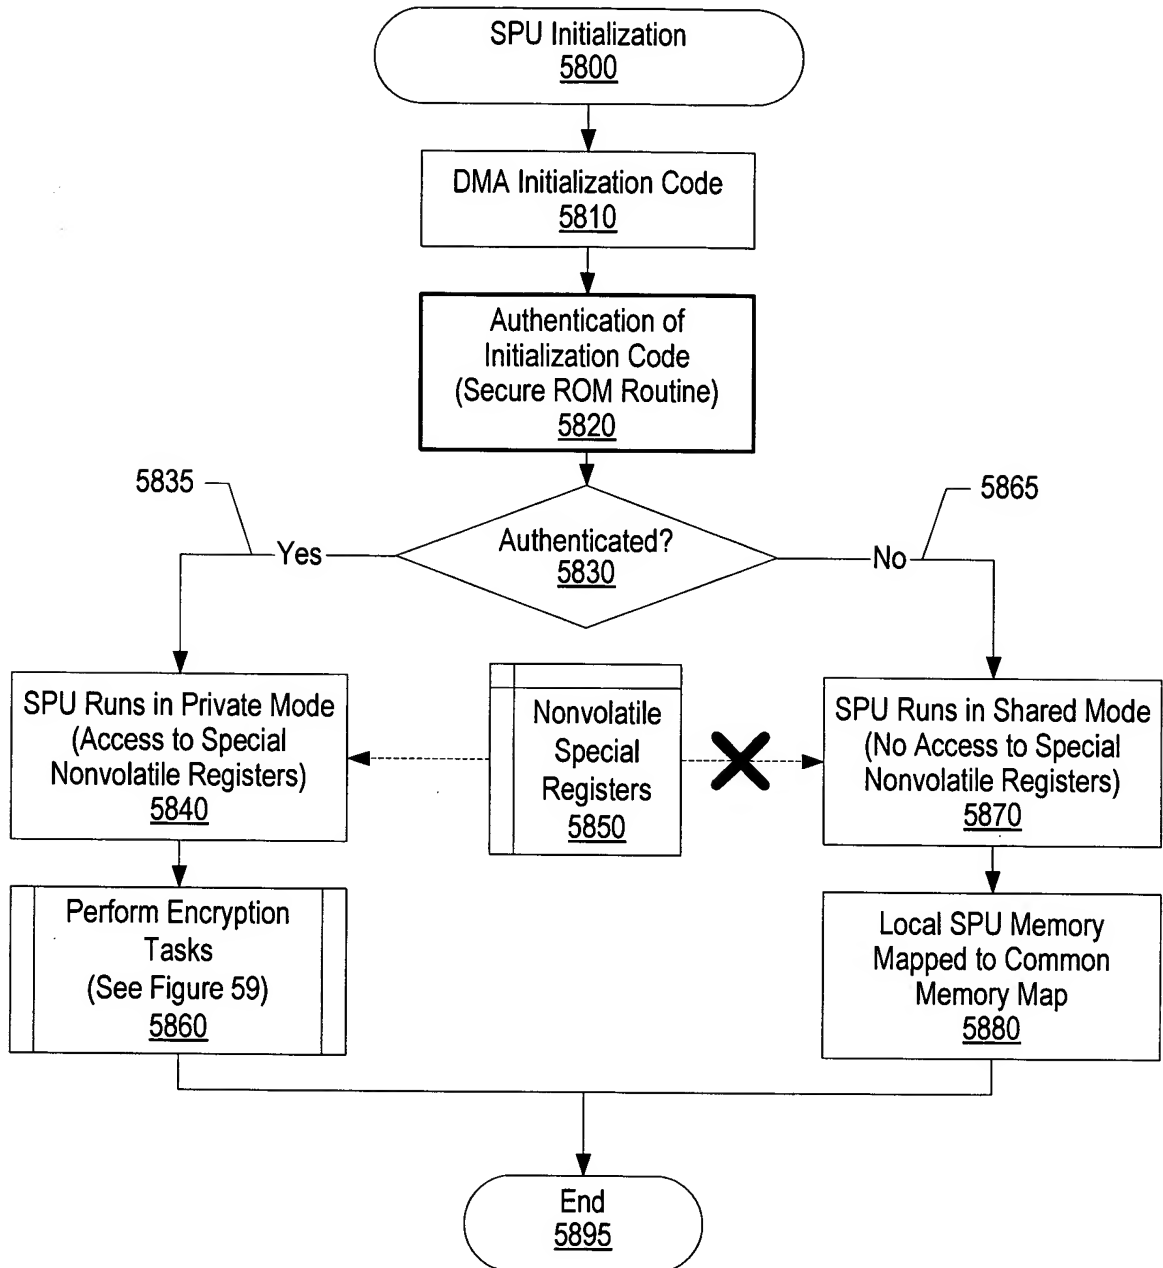 SPU Initialization
5800
DMA Initialization Code
5810
Authentication of
Initialization Code
(Secure ROM Routine)
5820
5835
5865
Yes
Authenticated?
5830
No
SPU Runs in Private Mode
(Access to Special
Nonvolatile Registers)
5840
Nonvolatile
Special
Registers
5850
SPU Runs in Shared Mode
(No Access to Special
Nonvolatile Registers)
5870
Perform Encryption
Tasks
(See Figure 59)
5860
Local SPU Memory
Mapped to Common
Memory Map
5880
End
5895